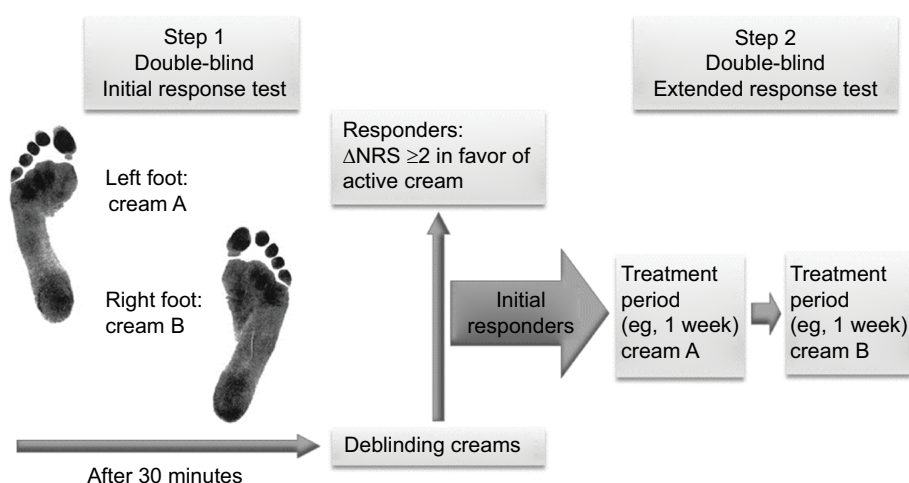 Step 1
Double-blind
Initial response test
Step 2
Double-blind
Extended response test
Responders:
ΔNRS ≥2 in favor of
active cream
Left foot:
cream A
Right foot:
cream B
Initial
responders
Treatment
period
(eg, 1 week)
cream A
Treatment
period
(eg, 1 week)
cream B
Deblinding creams
After 30 minutes